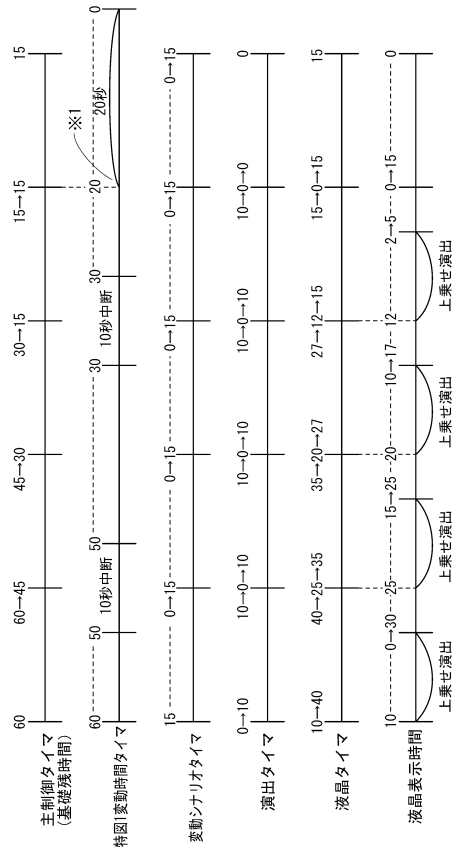 主制御タイマ
(基礎残時間)
60 60→45 45→30 30→15 15→15 15
特図1変動時間タイマ
60 50 10秒中断 50 30 10秒中断 30 20 20秒 0
※1
変動シナリオタイマ
15 0→15 0→15 0→15 0→15 0→15
演出タイマ
0→10 10→0→10 10→0→10 10→0→10 10→0→0 0
液晶タイマ
10→40 40→25→35 35→20→27 27→12→15 15→0→15 15
液晶表示時間
10 0→30 25 15→25 20 10→17 12 2→5 0→15 0
上乗せ演出 上乗せ演出 上乗せ演出 上乗せ演出